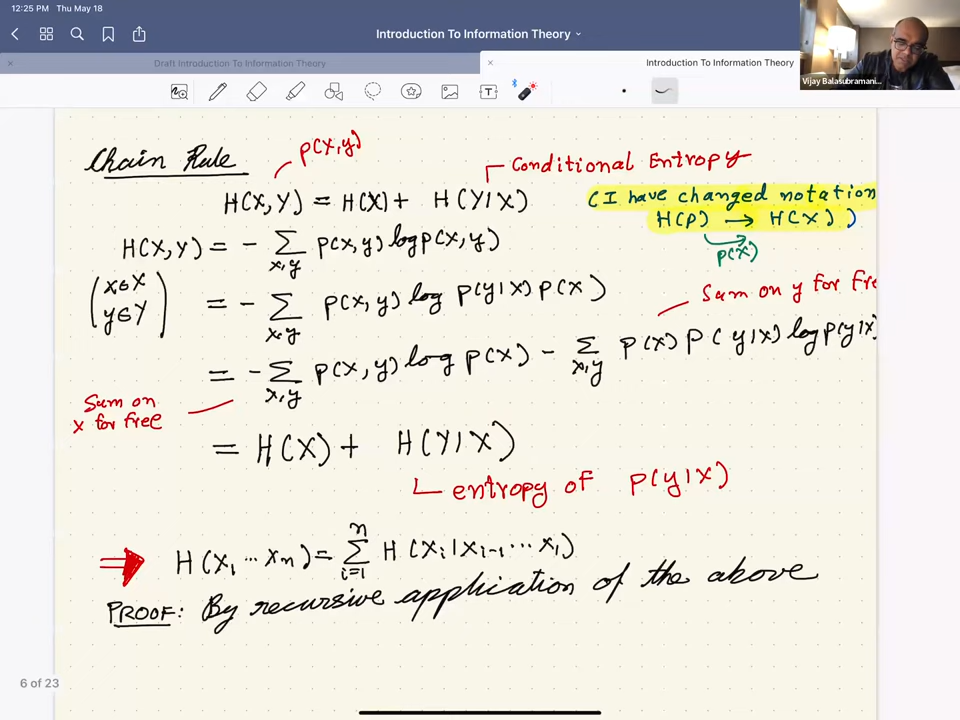 12:25 PM Thu May 18
Introduction To Information Theory
Draft Introduction To Information Theory
Introduction To Information Theory
Vijay Balasubramani...
Chain Rule
p(x,y)
Conditional Entropy
H(X,Y) = H(X) + H(Y|X)
(I have changed notation
H(p) → H(X))
p(x)
H(X,Y) = - ∑ p(x,y) log p(x,y)
x,y
(x∈X
y∈Y)
= - ∑ p(x,y) log p(y|x) p(x)
x,y
Sum on y for fre
= - ∑ p(x,y) log p(x) - ∑ p(x) p(y|x) log p(y|x)
x,y x,y
Sum on
x for free
= H(X) + H(Y|X)
entropy of p(y|x)
⇒ H(x₁ ... xₙ) = ∑ H(xᵢ|xᵢ₋₁ ... x₁)
i=1 n
PROOF: By recursive application of the above
6 of 23